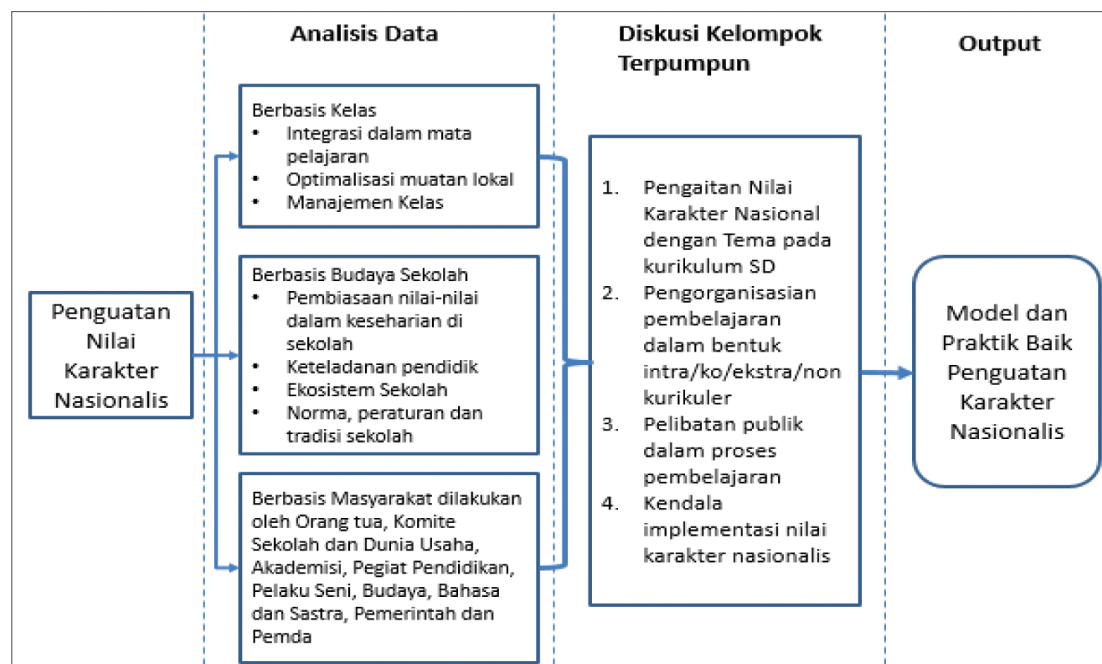 Analisis Data
Diskusi Kelompok
Terpumpun
Output
Penguatan
Nilai
Karakter
Nasionalis
Berbasis Kelas
• Integrasi dalam mata
pelajaran
• Optimalisasi muatan lokal
• Manajemen Kelas
Berbasis Budaya Sekolah
• Pembiasaan nilai-nilai
dalam keseharian di
sekolah
• Keteladanan pendidik
• Ekosistem Sekolah
• Norma, peraturan dan
tradisi sekolah
Berbasis Masyarakat dilakukan
oleh Orang tua, Komite
Sekolah dan Dunia Usaha,
Akademisi, Pegiat Pendidikan,
Pelaku Seni, Budaya, Bahasa
dan Sastra, Pemerintah dan
Pemda
1. Pengaitan Nilai
Karakter Nasional
dengan Tema pada
kurikulum SD
2. Pengorganisasian
pembelajaran
dalam bentuk
intra/ko/ekstra/non
kurikuler
3. Pelibatan publik
dalam proses
pembelajaran
4. Kendala
implementasi nilai
karakter nasionalis
Model dan
Praktik Baik
Penguatan
Karakter
Nasionalis